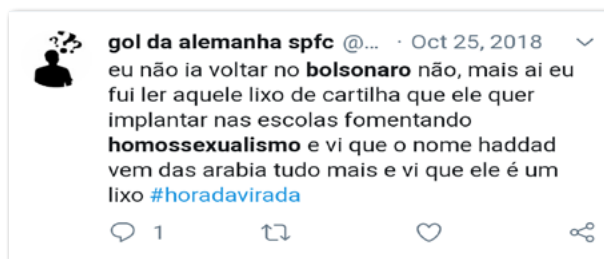 gol da alemanha spfc @... · Oct 25, 2018
eu não ia voltar no bolsonaro não, mais ai eu
fui ler aquele lixo de cartilha que ele quer
implantar nas escolas fomentando
homossexualismo e vi que o nome haddad
vem das arabia tudo mais e vi que ele é um
lixo #horadavirada
1